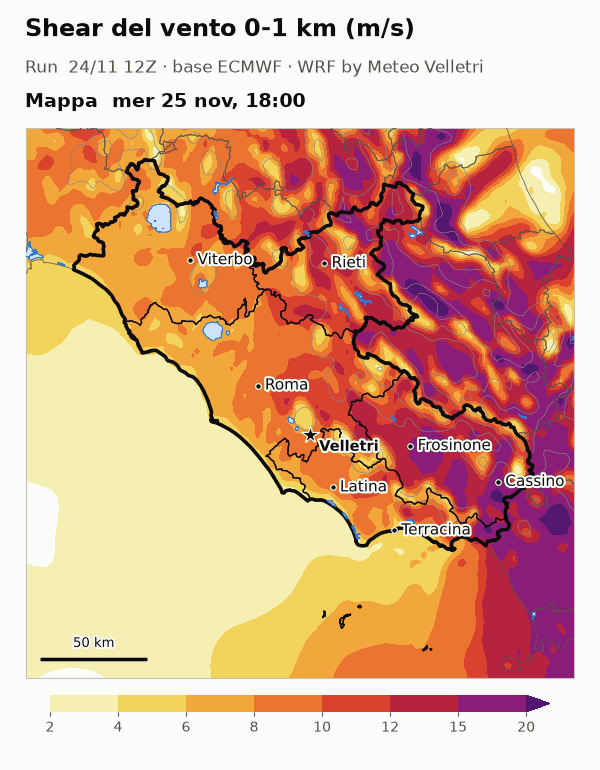 Shear del vento 0-1 km (m/s)
Run  24/11 12Z · base ECMWF · WRF by Meteo Velletri
Mappa  mer 25 nov, 18:00
Viterbo
Rieti
Roma
Velletri
Frosinone
Latina
Cassino
Terracina
50 km
2 4 6 8 10 12 15 20